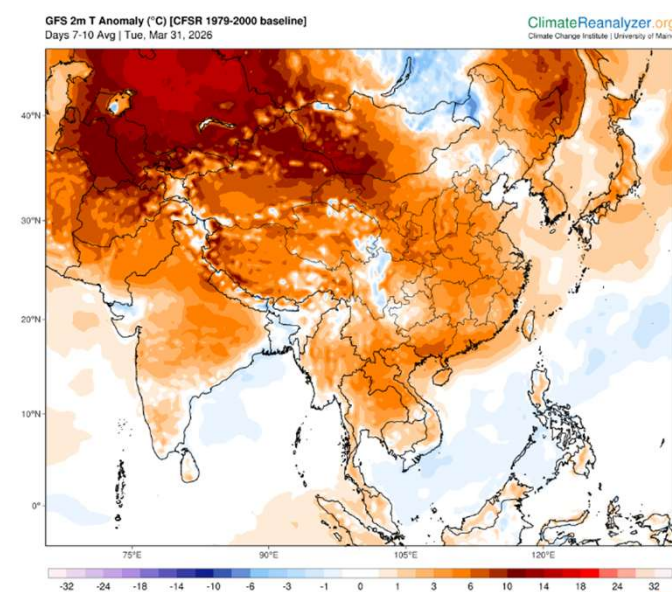 GFS 2m T Anomaly (°C) [CFSR 1979-2000 baseline]
Days 7-10 Avg | Tue, Mar 31, 2026
ClimateReanalyzer.org
Climate Change Institute | University of Maine
40°N
30°N
20°N
10°N
0°
75°E 90°E 105°E 120°E
-32 -24 -18 -14 -10 -6 -3 -1 0 1 3 6 10 14 18 24 32